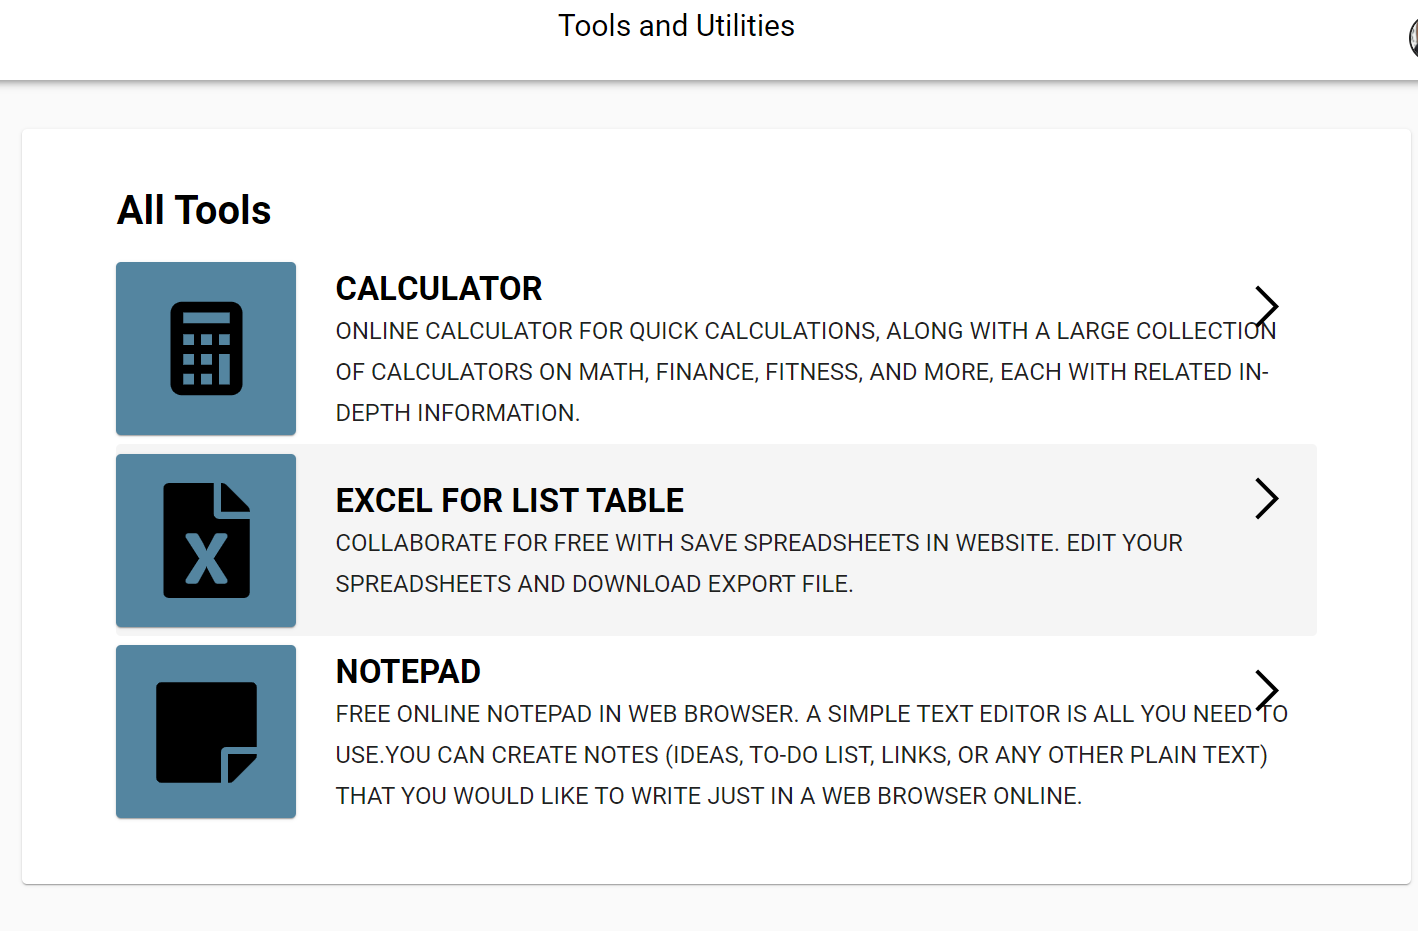 Tools and Utilities
All Tools
CALCULATOR
ONLINE CALCULATOR FOR QUICK CALCULATIONS, ALONG WITH A LARGE COLLECTION
OF CALCULATORS ON MATH, FINANCE, FITNESS, AND MORE, EACH WITH RELATED IN-
DEPTH INFORMATION.
X
EXCEL FOR LIST TABLE
COLLABORATE FOR FREE WITH SAVE SPREADSHEETS IN WEBSITE. EDIT YOUR
SPREADSHEETS AND DOWNLOAD EXPORT FILE.
NOTEPAD
FREE ONLINE NOTEPAD IN WEB BROWSER. A SIMPLE TEXT EDITOR IS ALL YOU NEED TO
USE.YOU CAN CREATE NOTES (IDEAS, TO-DO LIST, LINKS, OR ANY OTHER PLAIN TEXT)
THAT YOU WOULD LIKE TO WRITE JUST IN A WEB BROWSER ONLINE.